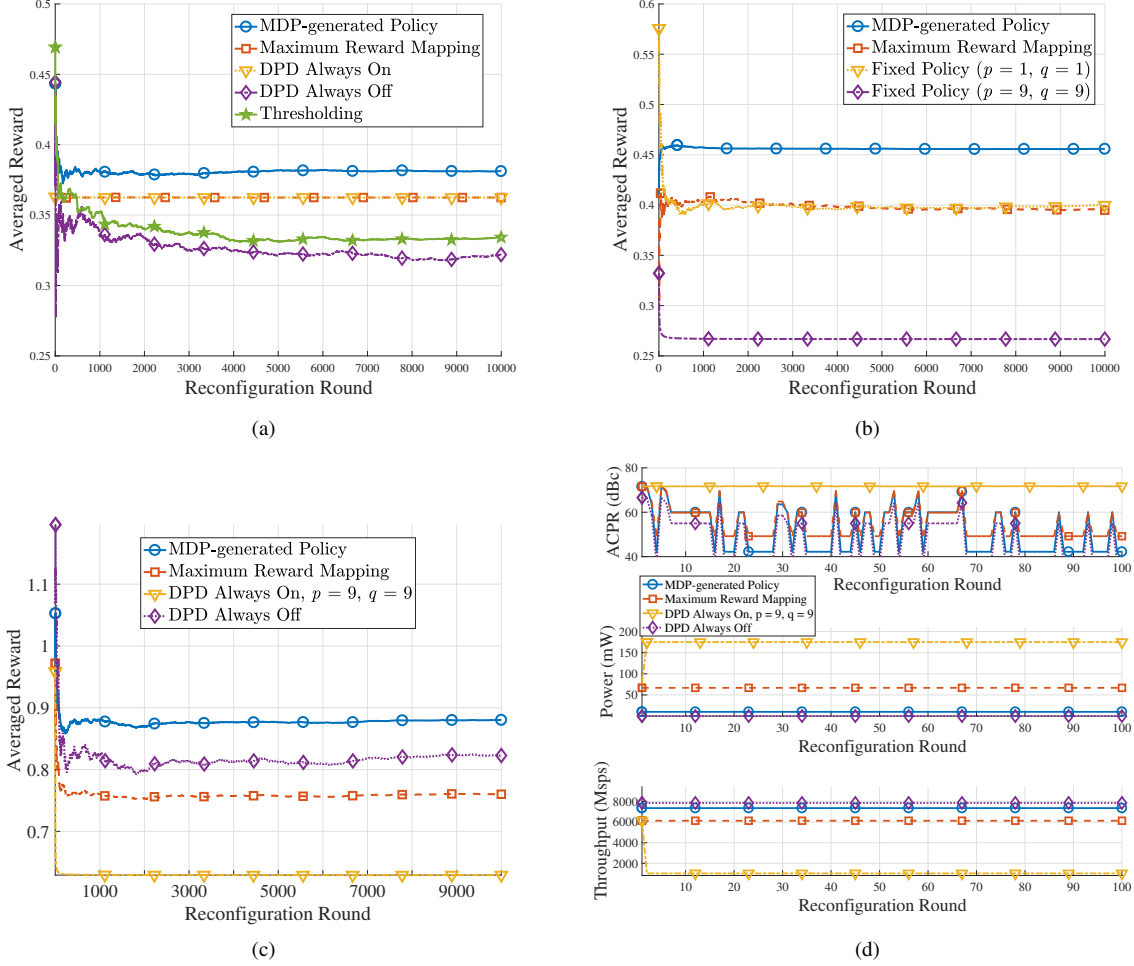 0.5
0.45
0.4
0.35
0.3
0.25
Averaged Reward
MDP-generated Policy
Maximum Reward Mapping
DPD Always On
DPD Always Off
Thresholding
0 1000 2000 3000 4000 5000 6000 7000 8000 9000 10000
Reconfiguration Round
(a)
0.6
0.55
0.5
0.45
0.4
0.35
0.3
0.25
Averaged Reward
MDP-generated Policy
Maximum Reward Mapping
Fixed Policy (p = 1, q = 1)
Fixed Policy (p = 9, q = 9)
0 1000 2000 3000 4000 5000 6000 7000 8000 9000 10000
Reconfiguration Round
(b)
1.1
1
0.9
0.8
0.7
Averaged Reward
MDP-generated Policy
Maximum Reward Mapping
DPD Always On, p = 9, q = 9
DPD Always Off
1000 3000 5000 7000 9000
Reconfiguration Round
(c)
80
60
40
ACPR (dBc)
10 20 30 40 50 60 70 80 90 100
Reconfiguration Round
MDP-generated Policy
Maximum Reward Mapping
DPD Always On, p = 9, q = 9
DPD Always Off
200
150
100
50
Power (mW)
10 20 30 40 50 60 70 80 90 100
Reconfiguration Round
8000
6000
4000
2000
Throughput (Msps)
10 20 30 40 50 60 70 80 90 100
Reconfiguration Round
(d)